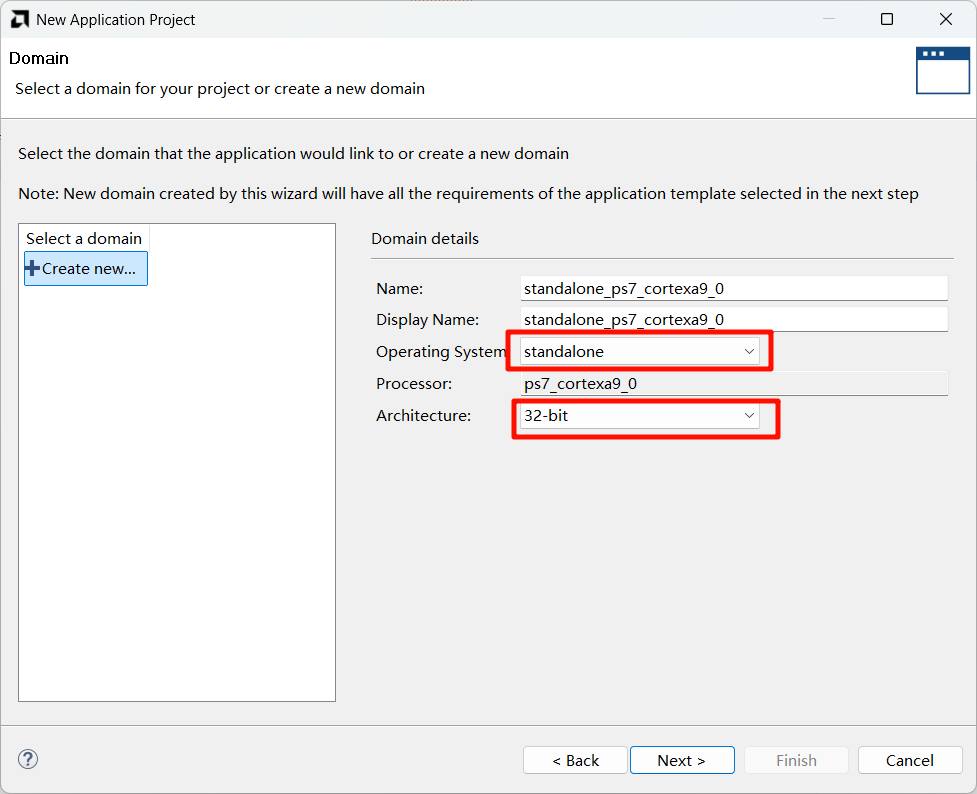 New Application Project
Domain
Select a domain for your project or create a new domain
Select the domain that the application would link to or create a new domain
Note: New domain created by this wizard will have all the requirements of the application template selected in the next step
Select a domain
Create new...
Domain details
Name: standalone_ps7_cortexa9_0
Display Name: standalone_ps7_cortexa9_0
Operating System standalone
Processor: ps7_cortexa9_0
Architecture: 32-bit
?
< Back
Next >
Finish
Cancel